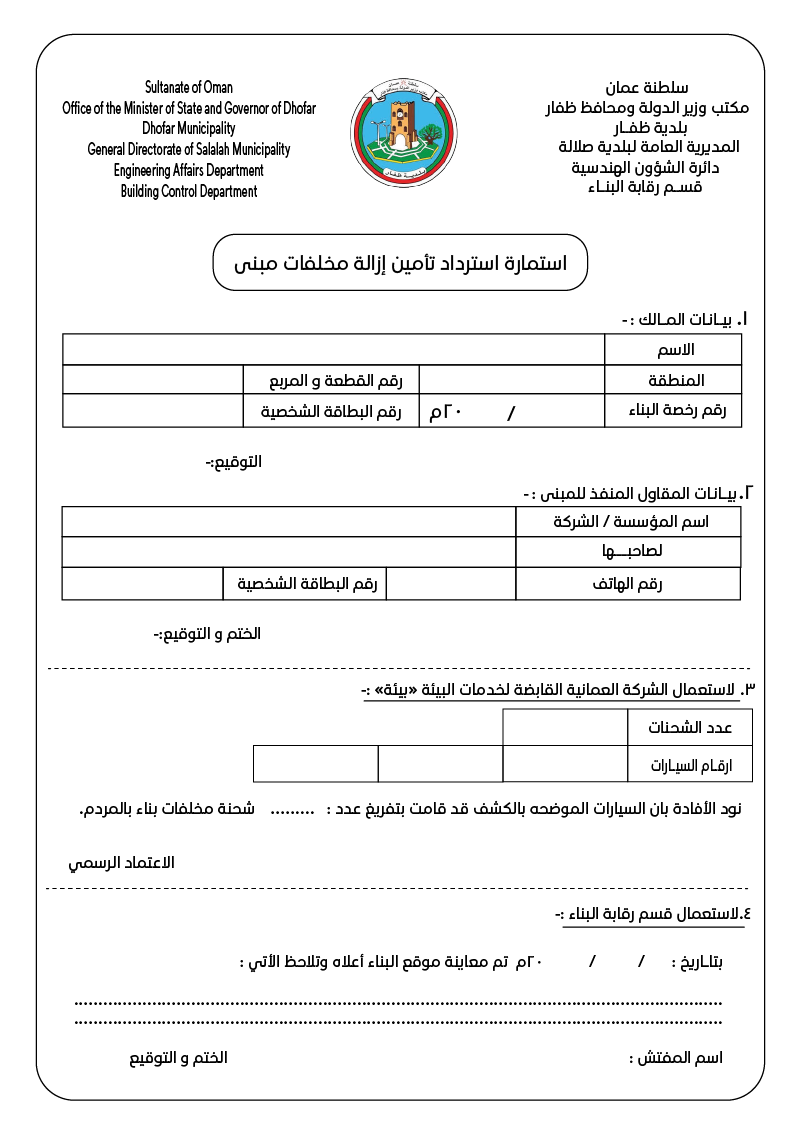 Sultanate of Oman
Office of the Minister of State and Governor of Dhofar
Dhofar Municipality
General Directorate of Salalah Municipality
Engineering Affairs Department
Building Control Department
سلطنة عمان
مكتب وزير الدولة ومحافظ ظفار
بلدية ظفـار
المديرية العامة لبلدية صلالة
دائرة الشؤون الهندسية
قسـم رقابة البنـاء
بلدية ظفار
استمارة استرداد تأمين إزالة مخلفات مبنى
١. بيـانـات المـالك : -
الاسم
المنطقة
رقم القطعة و المربع
رقم رخصة البناء
/ ٢٠م
رقم البطاقة الشخصية
التوقيع:-
٢.بيـانـات المقاول المنفذ للمبنى : -
اسم المؤسسة / الشركة
لصاحبـــها
رقم الهاتف
رقم البطاقة الشخصية
الختم و التوقيع:-
٣. لاستعمال الشركة العمانية القابضة لخدمات البيئة «بيئة» :-
عدد الشحنات
ارقـام السيـارات
نود الأفادة بان السيارات الموضحه بالكشف قد قامت بتفريغ عدد : ......... شحنة مخلفات بناء بالمردم.
الاعتماد الرسمي
٤.لاستعمال قسم رقابة البناء :-
بتـاريخ : / / ٢٠م تم معاينة موقع البناء أعلاه وتلاحظ الأتي :
اسم المفتش :
الختم و التوقيع